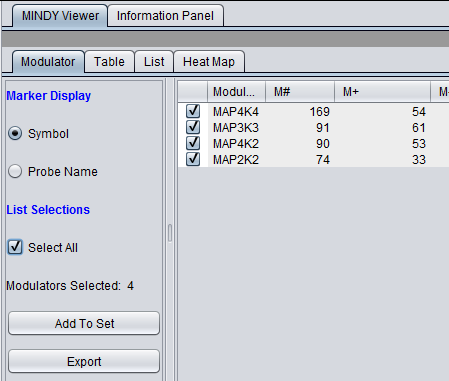 MINDY Viewer Information Panel
Modulator Table List Heat Map
Marker Display
Symbol
Probe Name
List Selections
Select All
Modulators Selected: 4
Add To Set
Export
Modul... M# M+
MAP4K4 169 54
MAP3K3 91 61
MAP4K2 90 53
MAP2K2 74 33